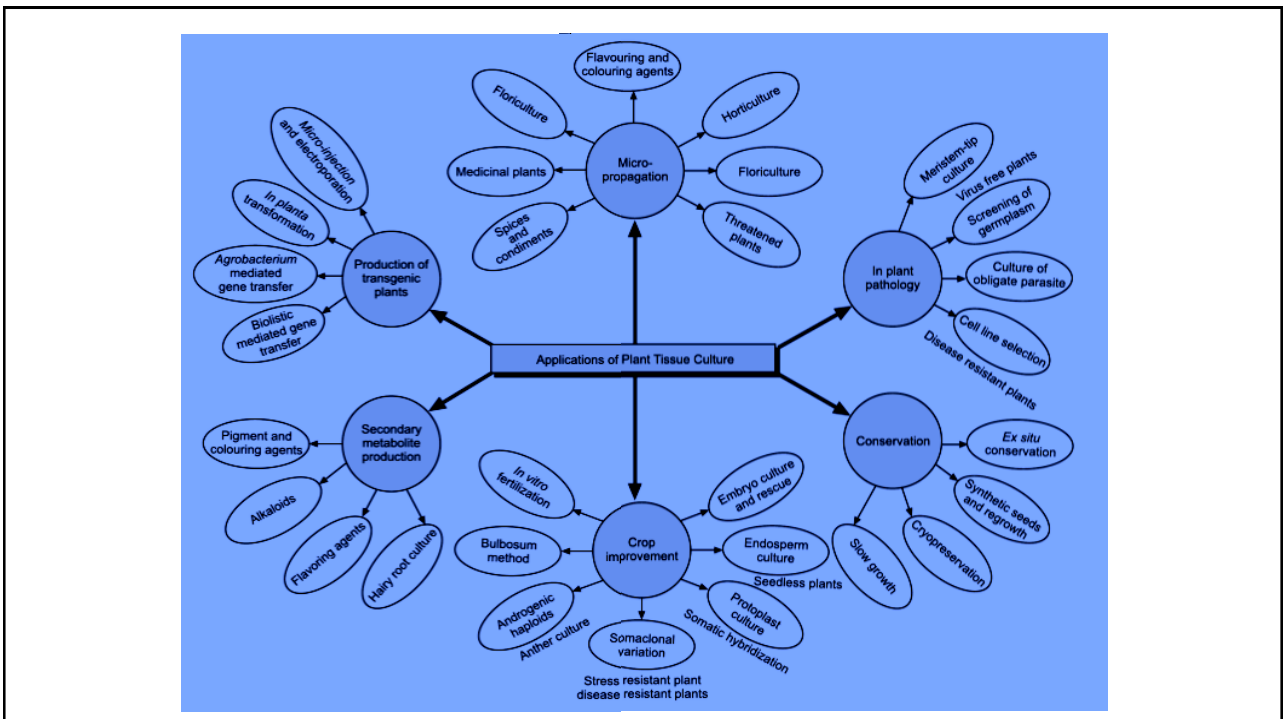 Flavouring and
colouring agents
Floriculture
Horticulture
Micro-
propagation
Medicinal plants
Floriculture
Spices
and
condiments
Threatened
plants
Micro-injection
and electroporation
In planta
transformation
Agrobacterium
mediated
gene transfer
Biolistic
mediated gene
transfer
Production of
transgenic
plants
Meristem-tip
culture
Virus free plants
Screening of
germplasm
In plant
pathology
Culture of
obligate parasite
Cell line selection
Disease resistant plants
Applications of Plant Tissue Culture
Secondary
metabolite
production
Pigment and
colouring agents
Alkaloids
Flavoring agents
Hairy root culture
In vitro
fertilization
Embryo culture
and rescue
Crop
improvement
Bulbosum
method
Endosperm
culture
Seedless plants
Androgenic
haploids
Anther culture
Somaclonal
variation
Stress resistant plant
disease resistant plants
Protoplast
culture
Somatic hybridization
Conservation
Ex situ
conservation
Synthetic seeds
and regrowth
Cryopreservation
Slow growth